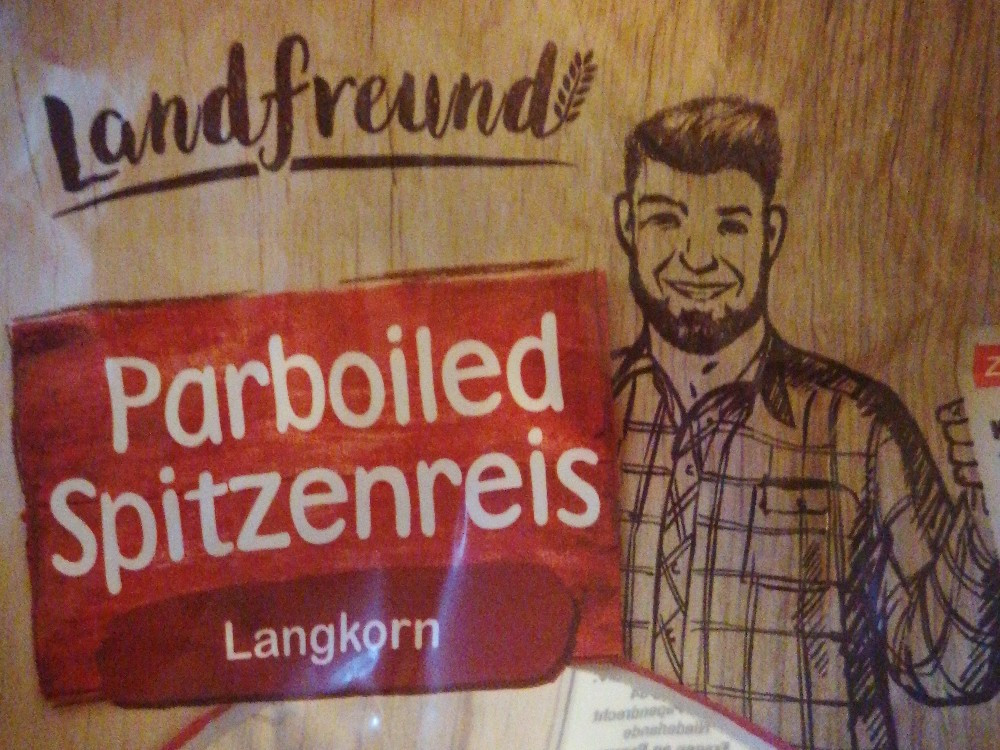 Landfreund
Parboiled
Spitzenreis
Langkorn
Z